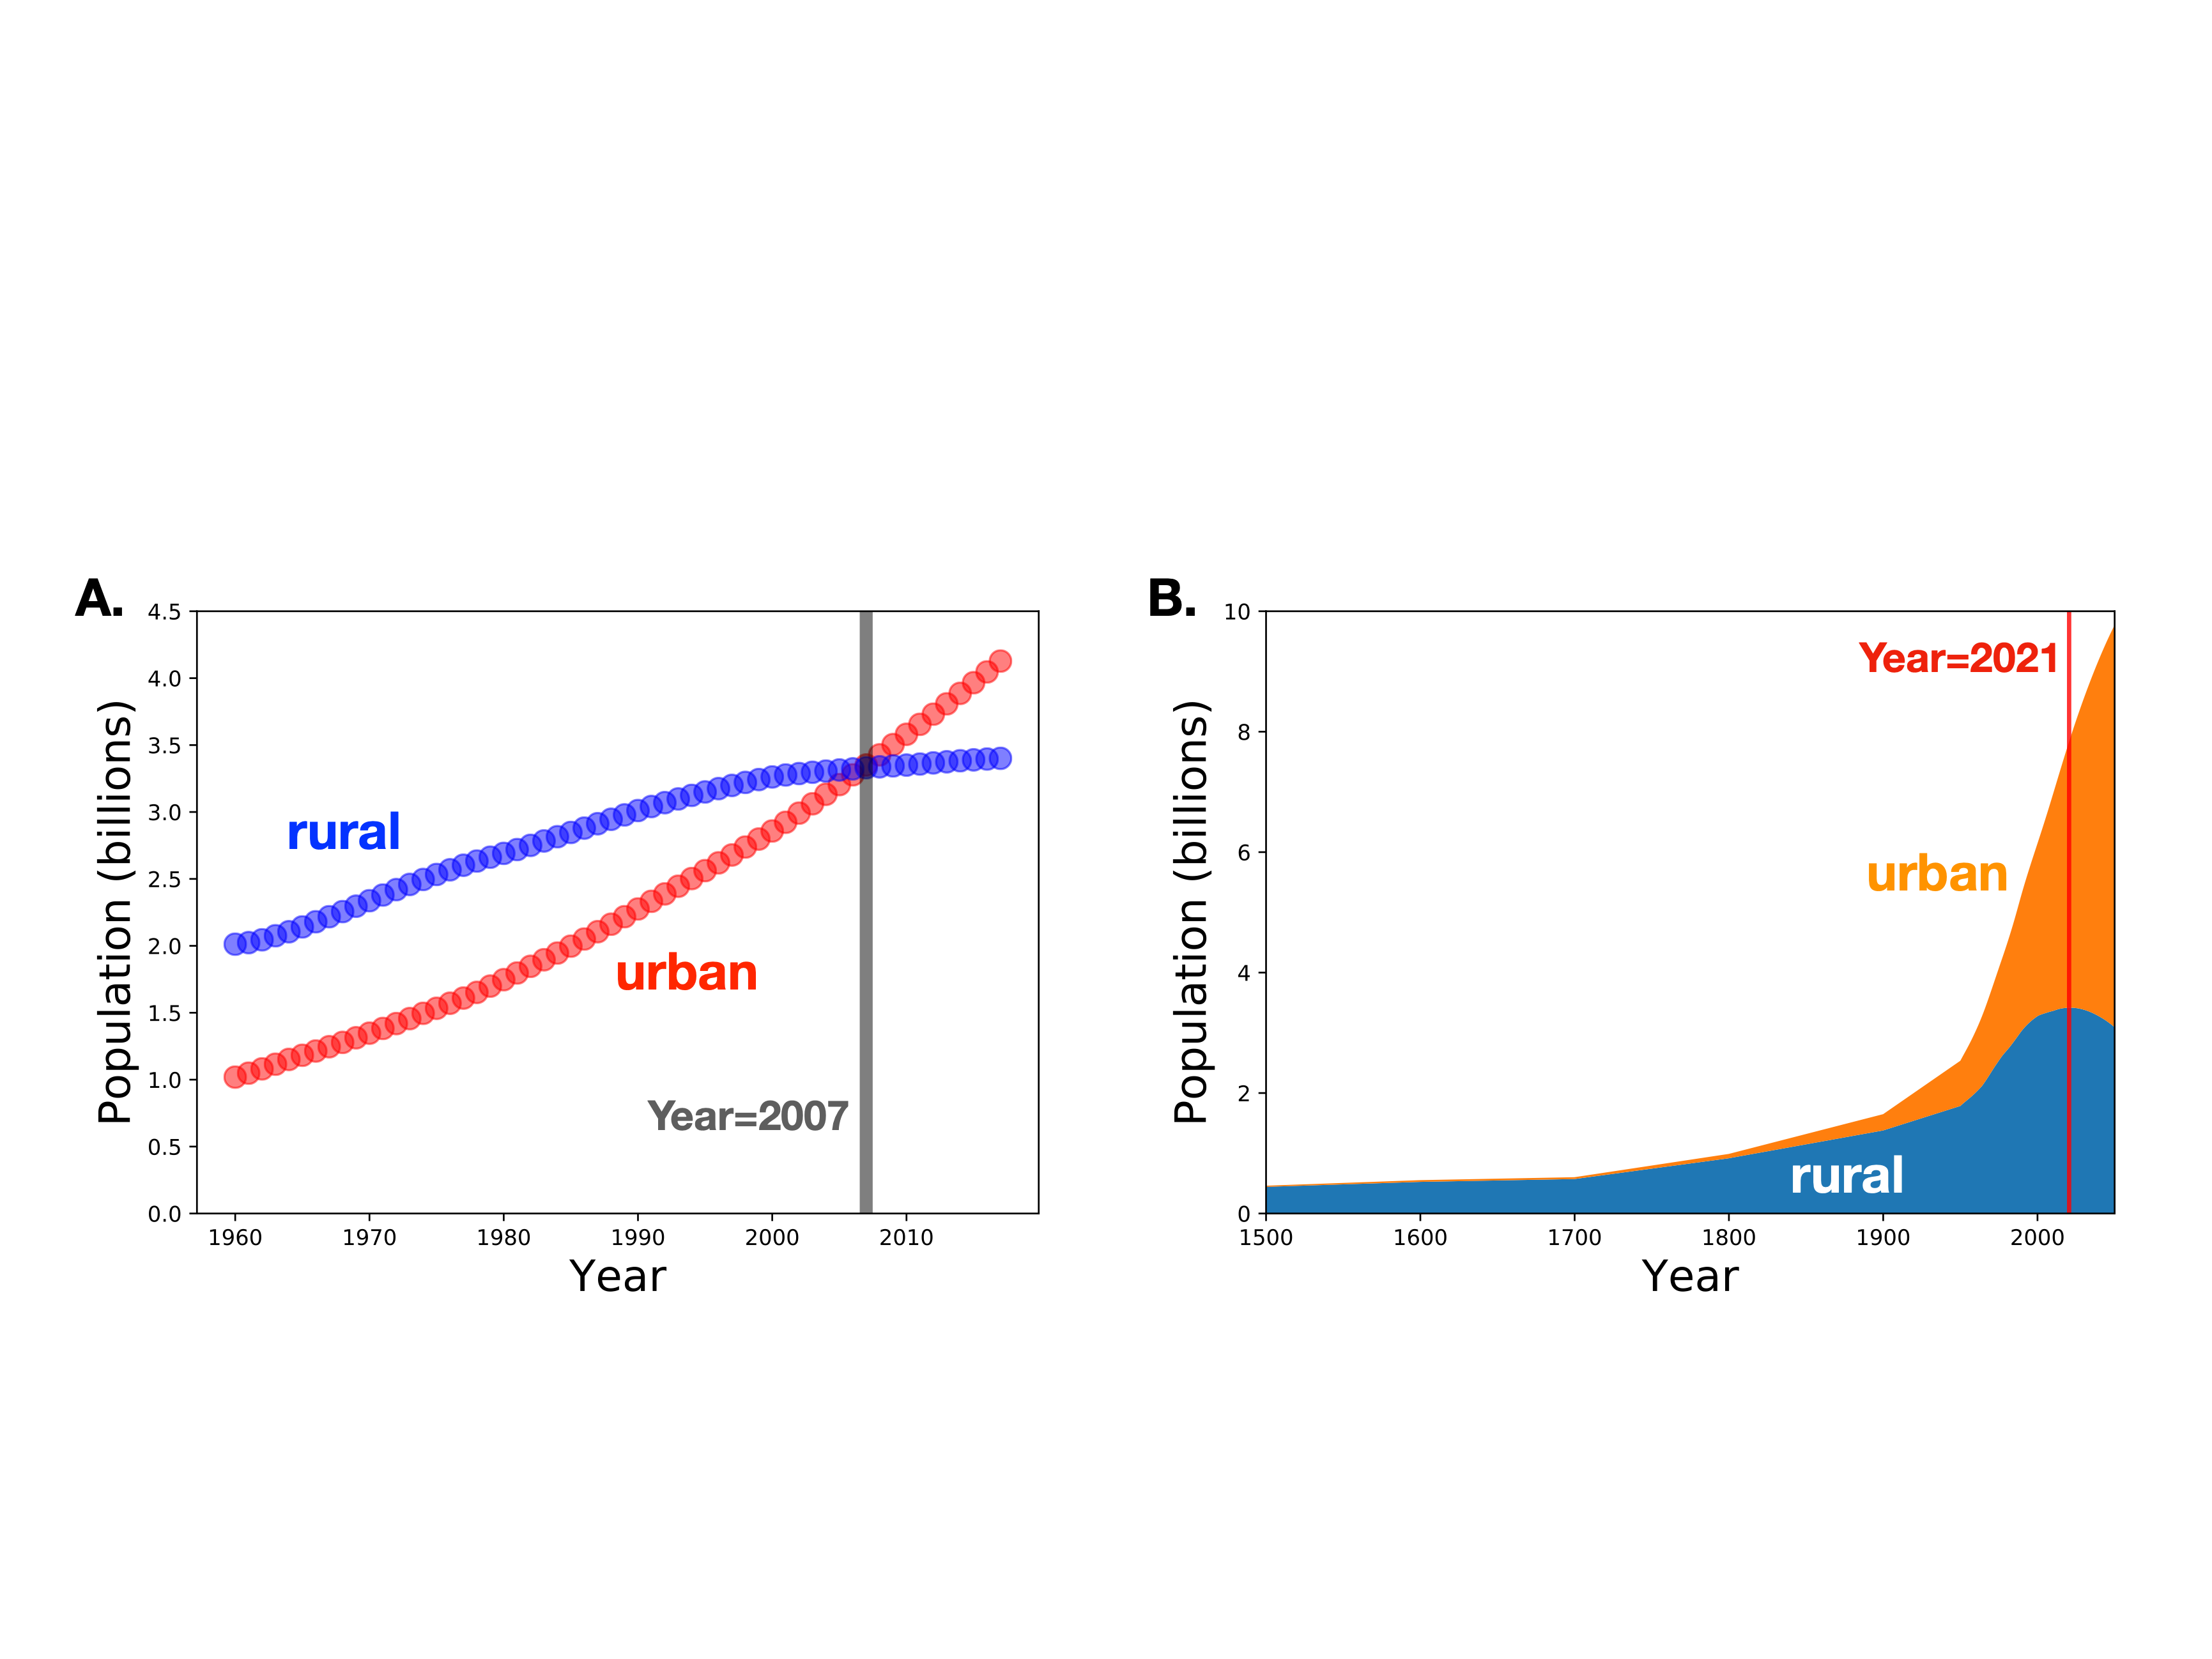 A.
4.5
4.0
3.5
3.0
2.5
2.0
1.5
1.0
0.5
0.0
Population (billions)
rural
urban
Year=2007
1960 1970 1980 1990 2000 2010
Year
B.
10
8
6
4
2
0
Population (billions)
Year=2021
urban
rural
1500 1600 1700 1800 1900 2000
Year